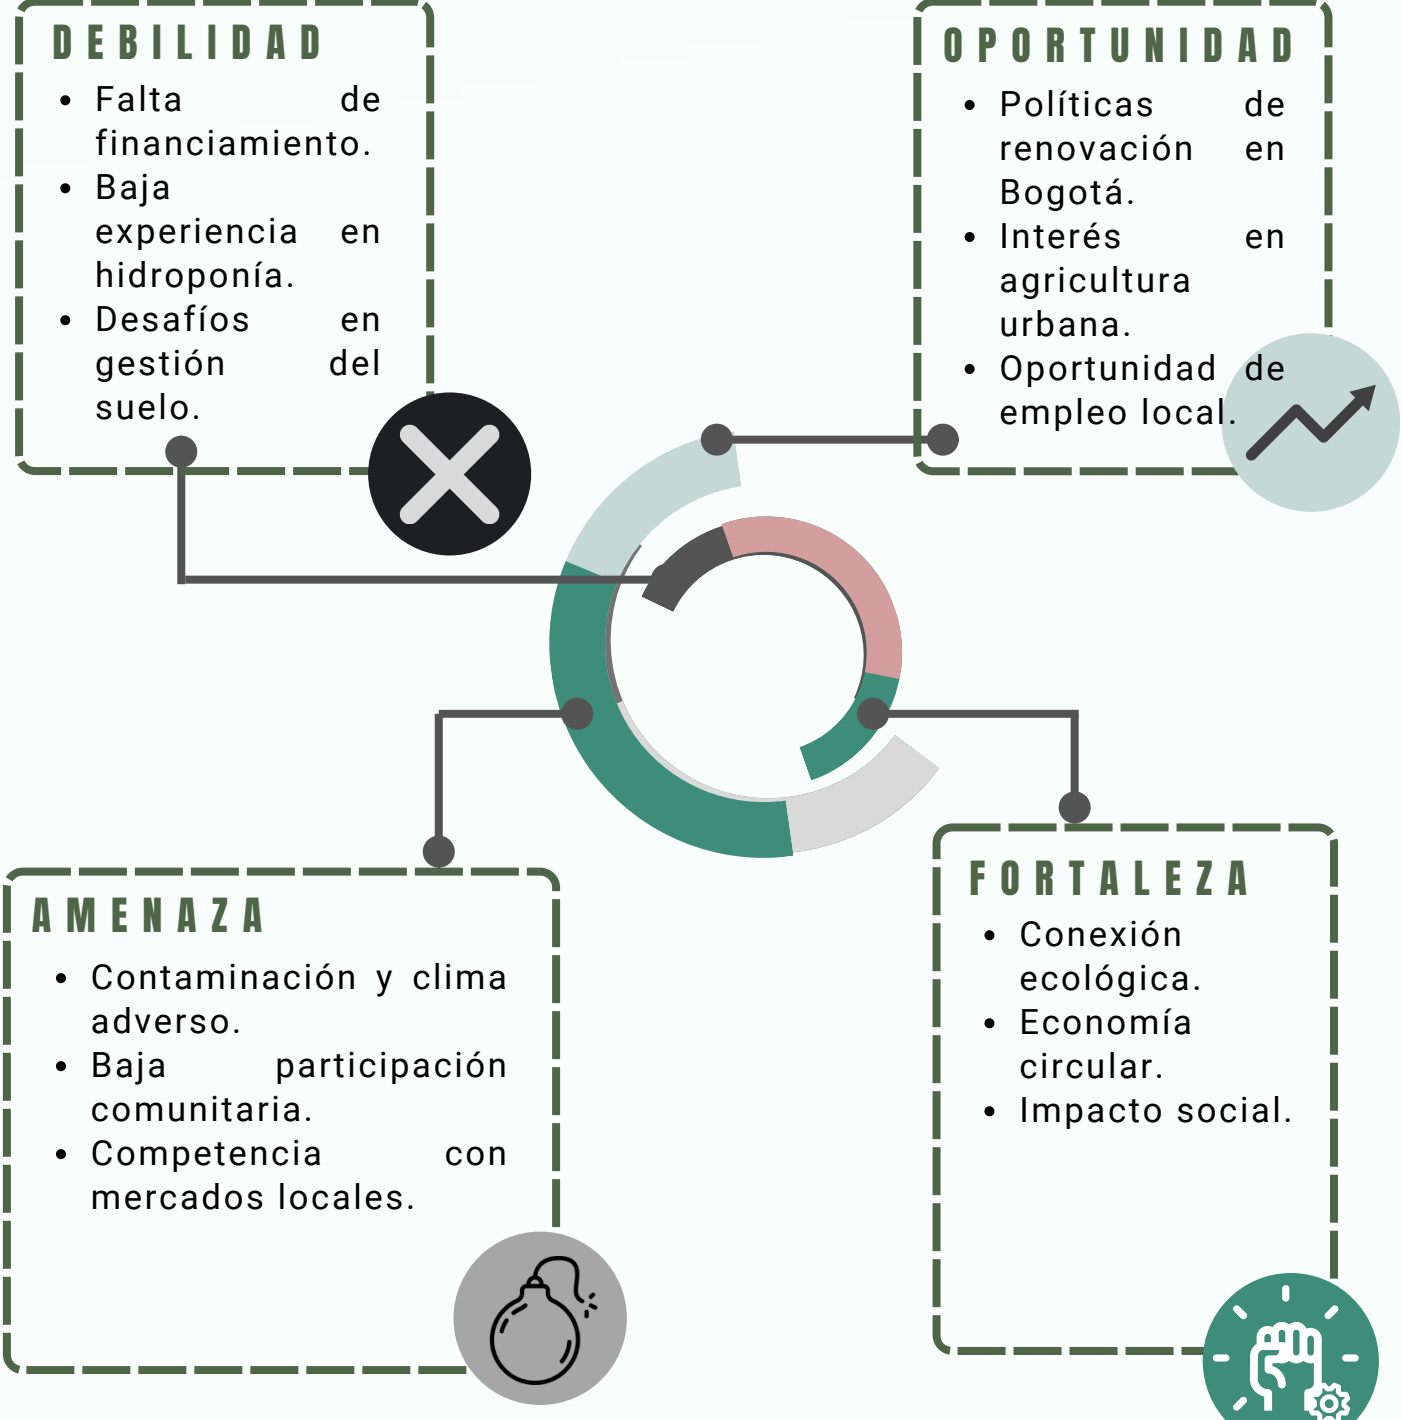 DEBILIDAD
• Falta de
financiamiento.
• Baja
experiencia en
hidroponía.
• Desafíos en
gestión del
suelo.
OPORTUNIDAD
• Políticas de
renovación en
Bogotá.
• Interés en
agricultura
urbana.
• Oportunidad de
empleo local.
AMENAZA
• Contaminación y clima
adverso.
• Baja participación
comunitaria.
• Competencia con
mercados locales.
FORTALEZA
• Conexión
ecológica.
• Economía
circular.
• Impacto social.